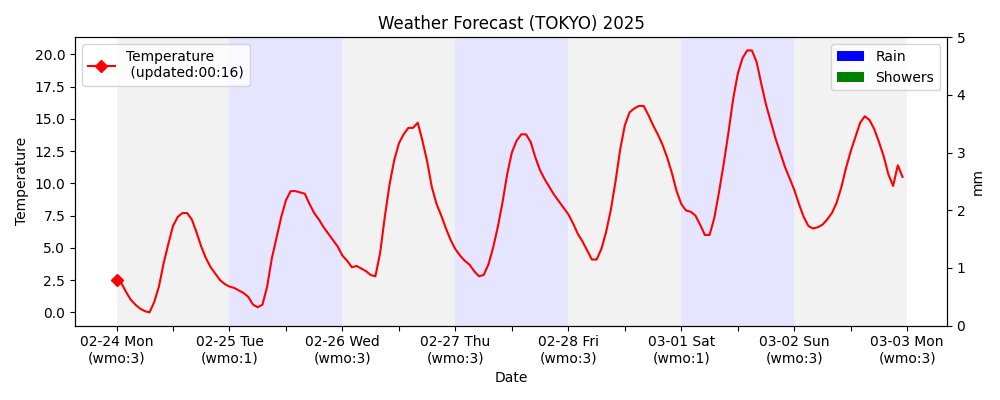 Weather Forecast (TOKYO) 2025
Temperature
(updated:00:16)
Rain
Showers
Temperature
20.0
17.5
15.0
12.5
10.0
7.5
5.0
2.5
0.0
5
4
3
2
1
0
mm
02-24 Mon
(wmo:3)
02-25 Tue
(wmo:1)
02-26 Wed
(wmo:3)
02-27 Thu
(wmo:3)
02-28 Fri
(wmo:3)
03-01 Sat
(wmo:1)
03-02 Sun
(wmo:3)
03-03 Mon
(wmo:3)
Date